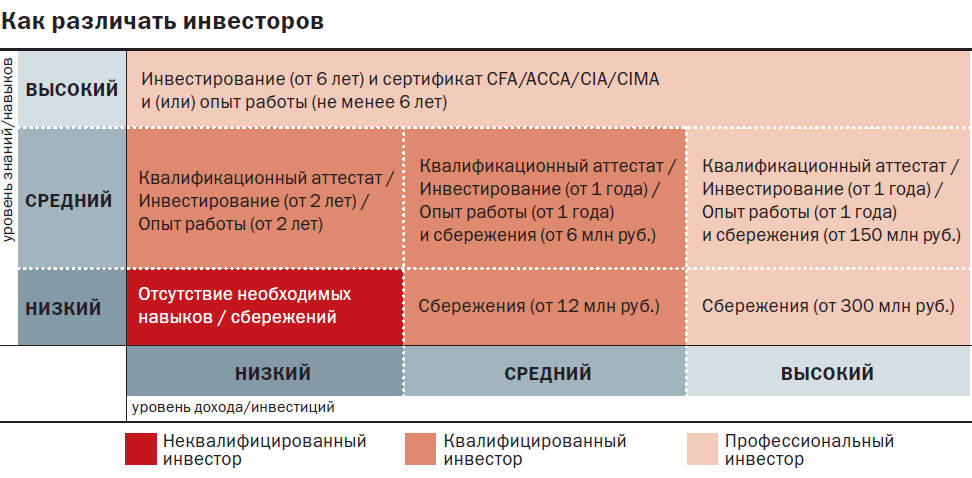 Как различать инвесторов
уровень знаний/навыков
ВЫСОКИЙ
Инвестирование (от 6 лет) и сертификат CFA/ACCA/CIA/CIMA
и (или) опыт работы (не менее 6 лет)
СРЕДНИЙ
Квалификационный аттестат /
Инвестирование (от 2 лет) /
Опыт работы (от 2 лет)
Квалификационный аттестат /
Инвестирование (от 1 года) /
Опыт работы (от 1 года)
и сбережения (от 6 млн руб.)
Квалификационный аттестат /
Инвестирование (от 1 года) /
Опыт работы (от 1 года)
и сбережения (от 150 млн руб.)
НИЗКИЙ
Отсутствие необходимых
навыков / сбережений
Сбережения (от 12 млн руб.)
Сбережения (от 300 млн руб.)
НИЗКИЙ
СРЕДНИЙ
ВЫСОКИЙ
уровень дохода/инвестиций
Неквалифицированный
инвестор
Квалифицированный
инвестор
Профессиональный
инвестор